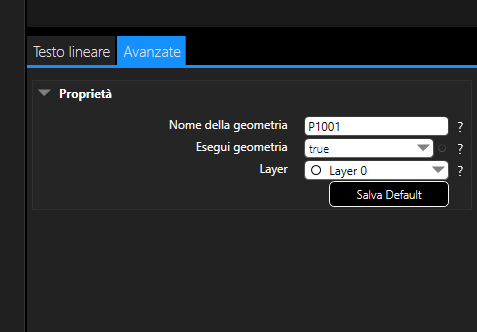 Testo lineare Avanzate
Proprietà
Nome della geometria P1001 ?
Esegui geometria true ?
Layer Layer 0 ?
Salva Default